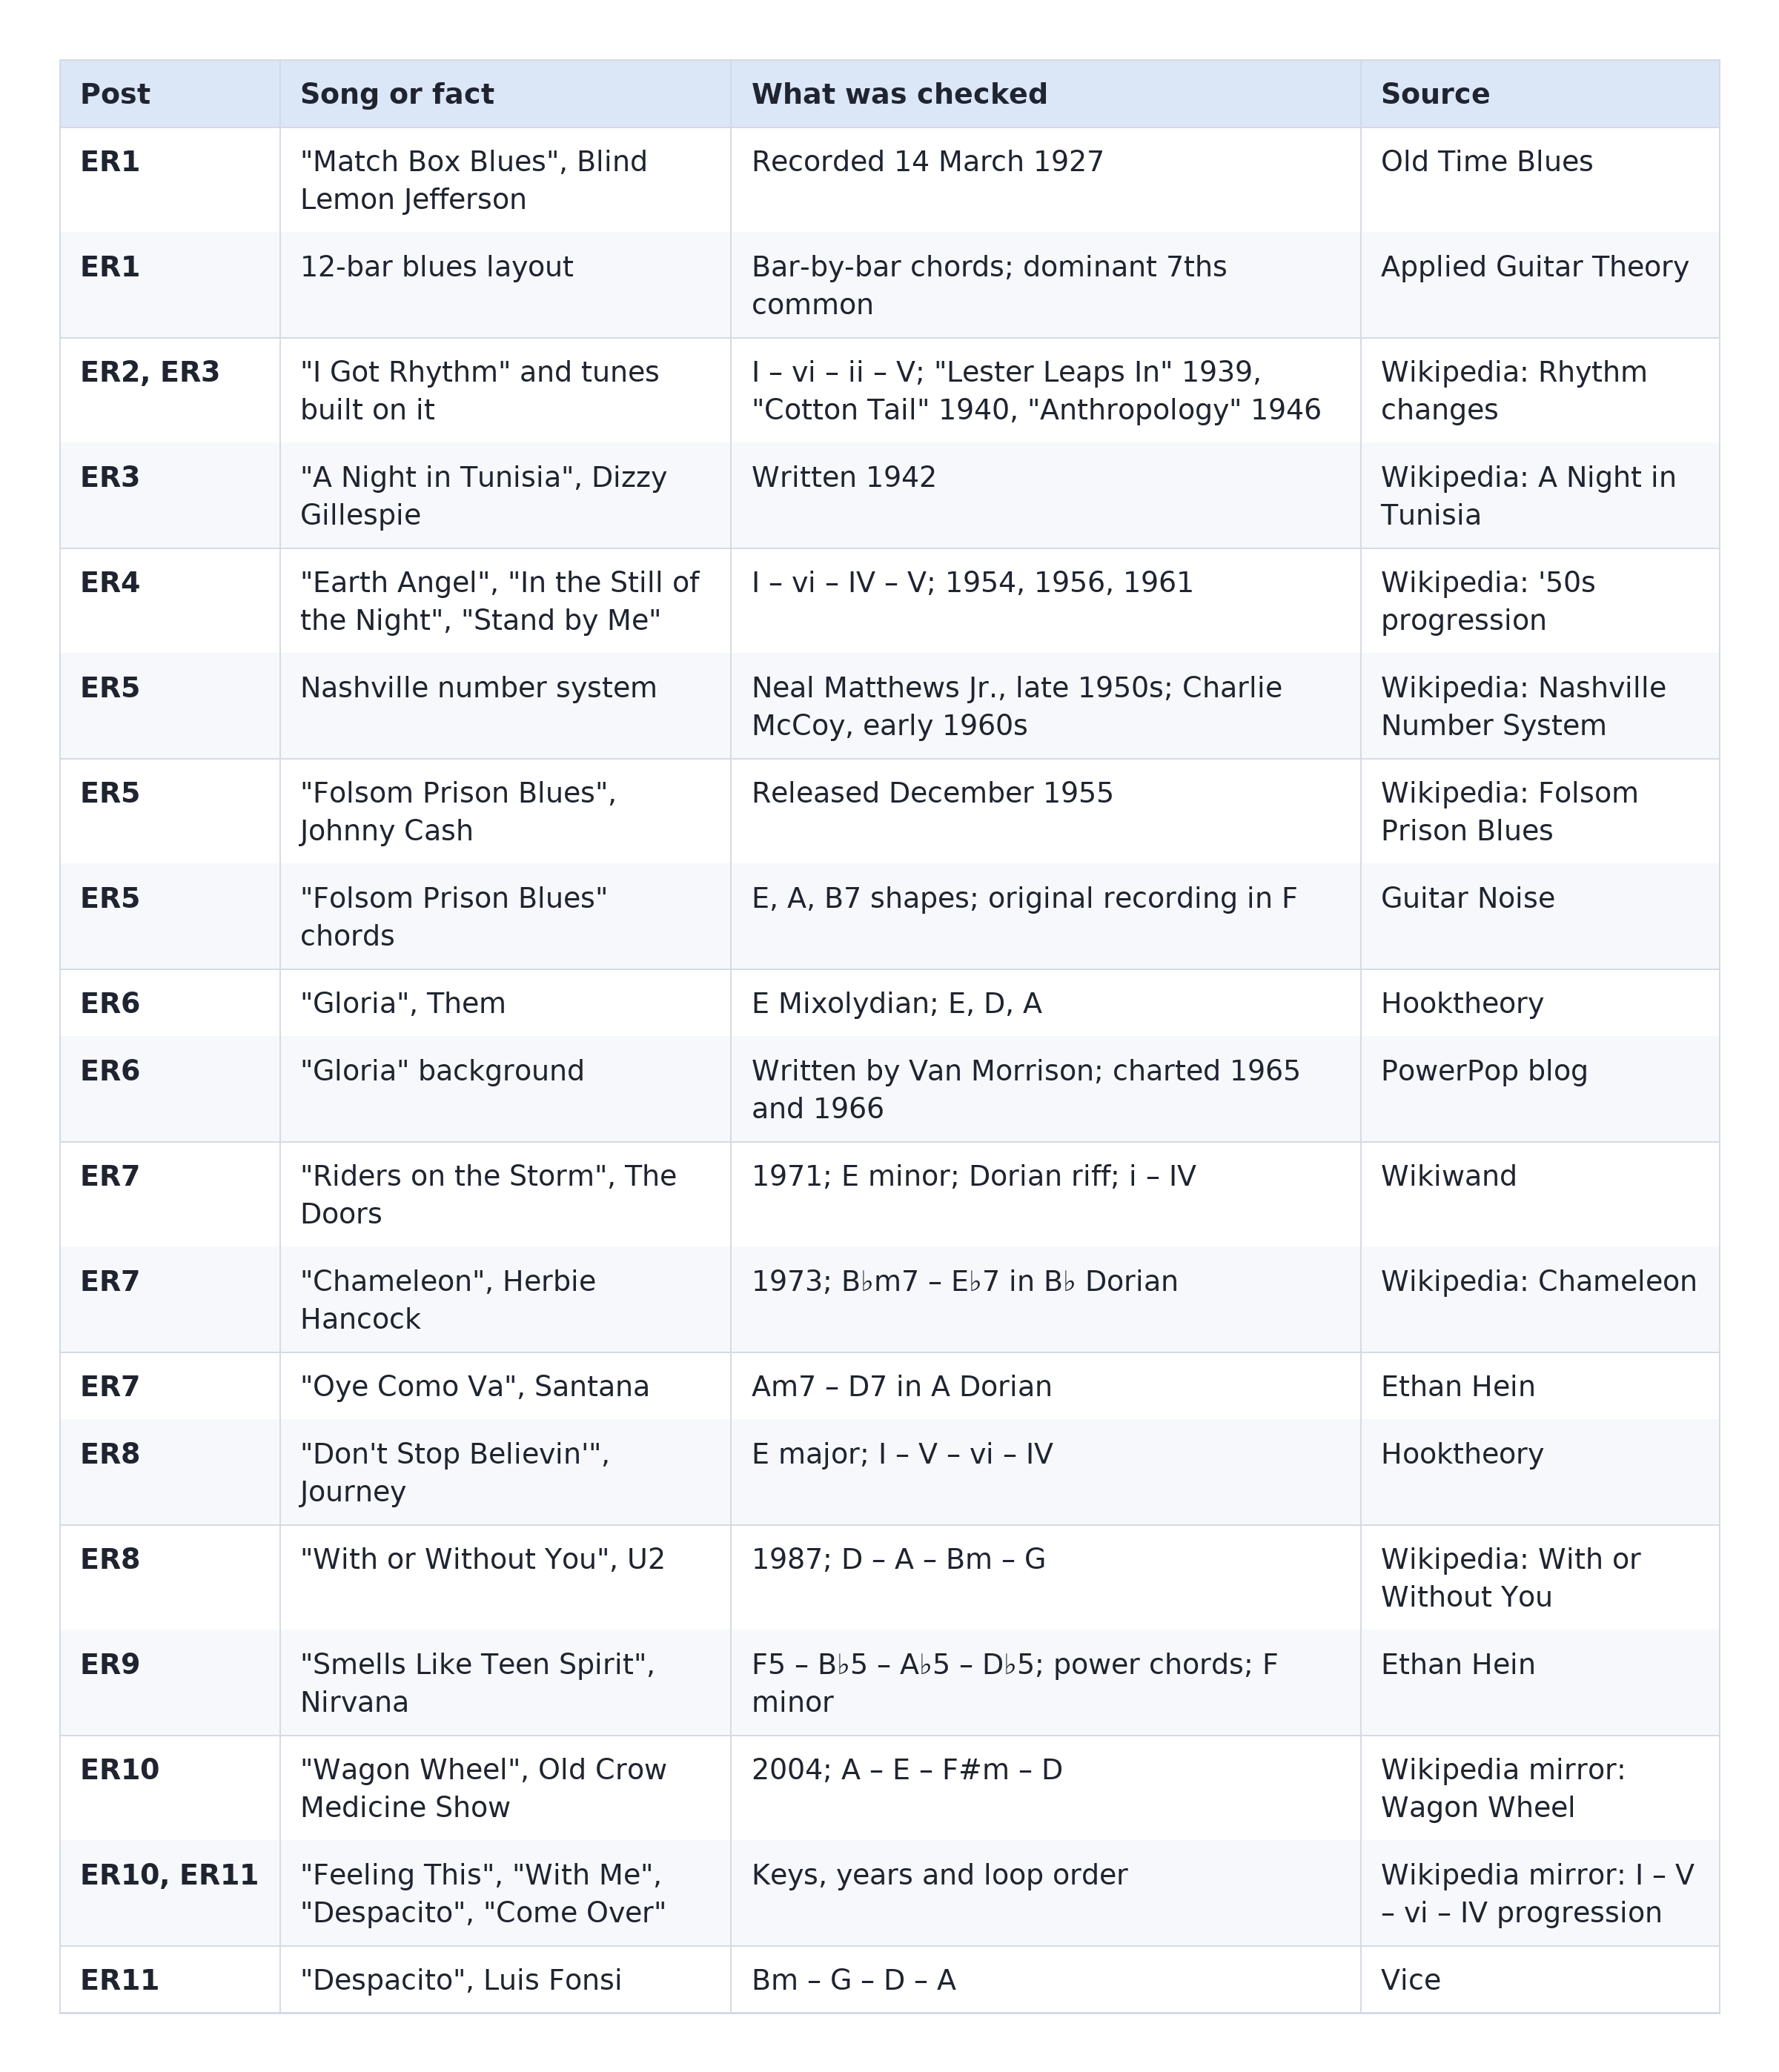 Post Song or fact What was checked Source
ER1 "Match Box Blues", Blind Recorded 14 March 1927 Old Time Blues
Lemon Jefferson
ER1 12-bar blues layout Bar-by-bar chords; dominant 7ths Applied Guitar Theory
common
ER2, ER3 "I Got Rhythm" and tunes I – vi – ii – V; "Lester Leaps In" 1939, Wikipedia: Rhythm
built on it "Cotton Tail" 1940, "Anthropology" 1946 changes
ER3 "A Night in Tunisia", Dizzy Written 1942 Wikipedia: A Night in
Gillespie Tunisia
ER4 "Earth Angel", "In the Still of I – vi – IV – V; 1954, 1956, 1961 Wikipedia: '50s
the Night", "Stand by Me" progression
ER5 Nashville number system Neal Matthews Jr., late 1950s; Charlie Wikipedia: Nashville
McCoy, early 1960s Number System
ER5 "Folsom Prison Blues", Released December 1955 Wikipedia: Folsom
Johnny Cash Prison Blues
ER5 "Folsom Prison Blues" E, A, B7 shapes; original recording in F Guitar Noise
chords
ER6 "Gloria", Them E Mixolydian; E, D, A Hooktheory
ER6 "Gloria" background Written by Van Morrison; charted 1965 PowerPop blog
and 1966
ER7 "Riders on the Storm", The 1971; E minor; Dorian riff; i – IV Wikiwand
Doors
ER7 "Chameleon", Herbie 1973; B♭m7 – E♭7 in B♭ Dorian Wikipedia: Chameleon
Hancock
ER7 "Oye Como Va", Santana Am7 – D7 in A Dorian Ethan Hein
ER8 "Don't Stop Believin'", E major; I – V – vi – IV Hooktheory
Journey
ER8 "With or Without You", U2 1987; D – A – Bm – G Wikipedia: With or
Without You
ER9 "Smells Like Teen Spirit", F5 – B♭5 – A♭5 – D♭5; power chords; F Ethan Hein
Nirvana minor
ER10 "Wagon Wheel", Old Crow 2004; A – E – F#m – D Wikipedia mirror:
Medicine Show Wagon Wheel
ER10, ER11 "Feeling This", "With Me", Keys, years and loop order Wikipedia mirror: I – V
"Despacito", "Come Over" – vi – IV progression
ER11 "Despacito", Luis Fonsi Bm – G – D – A Vice